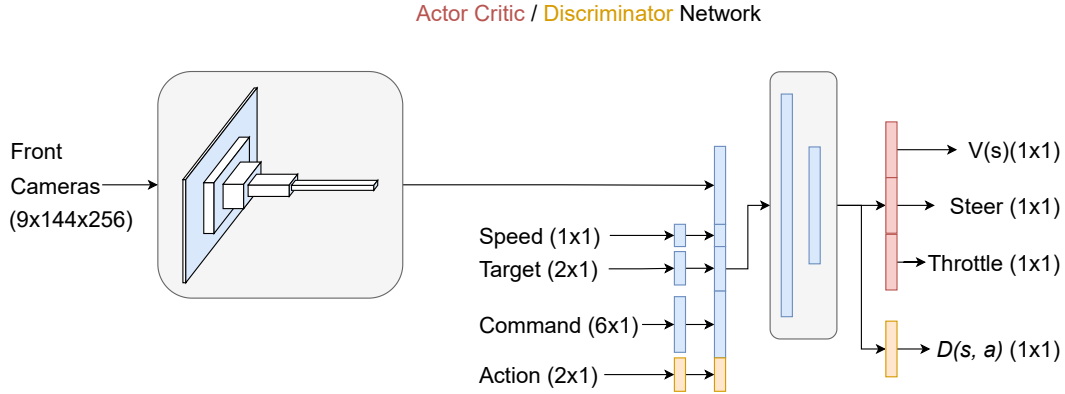 Actor Critic / Discriminator Network
Front
Cameras
(9x144x256)
Speed (1x1)
Target (2x1)
Command (6x1)
Action (2x1)
V(s)(1x1)
Steer (1x1)
Throttle (1x1)
D(s, a) (1x1)